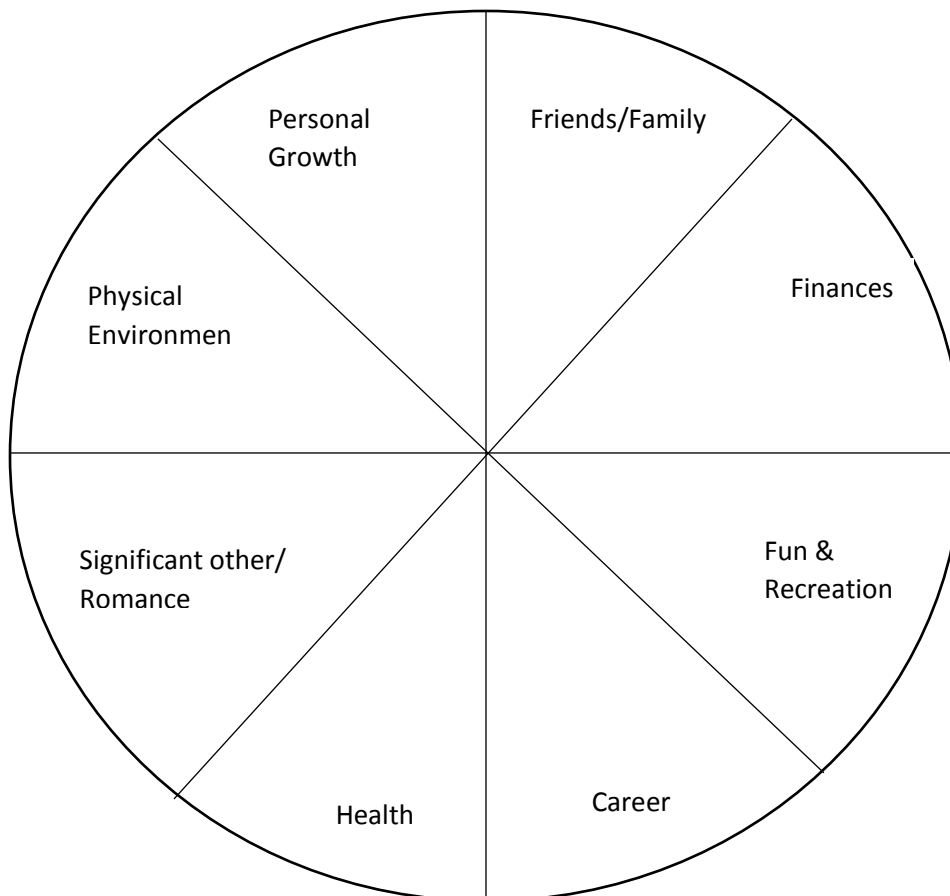 Personal
Growth
Friends/Family
Physical
Environmen
Finances
Significant other/
Romance
Fun &
Recreation
Health
Career